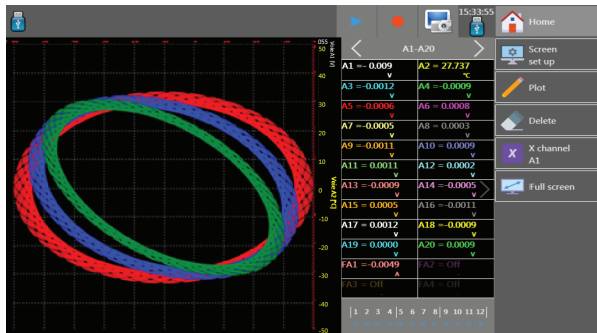 15:33:55
Home
Screen
set up
Plot
Delete
X
X channel
A1
Full screen
A1-A20
A1 =- 0.009
V
A2 = 27.737
°C
A3 =-0.0012
V
A4 =-0.0009
V
A5 =-0.0006
V
A6 = 0.0008
V
A7 =-0.0005
V
A8 = 0.0003
V
A9 =-0.0011
V
A10 = 0.0009
V
A11 = 0.0011
V
A12 = 0.0002
V
A13 =-0.0009
V
A14 =-0.0005
V
A15 = 0.0005
V
A16 =-0.0011
V
A17 = 0.0012
V
A18 =-0.0009
V
A19 = 0.0000
V
A20 = 0.0009
V
FA1 =-0.0049
A
FA2 = Off
FA3 = Off
FA4 = Off
1 2 3 4 5 6 7 8 9 10 11 12
Voie A1 [V]
50
40
30
20
10
0
-10
-20
-30
-40
-50
Voie A2 [°C]